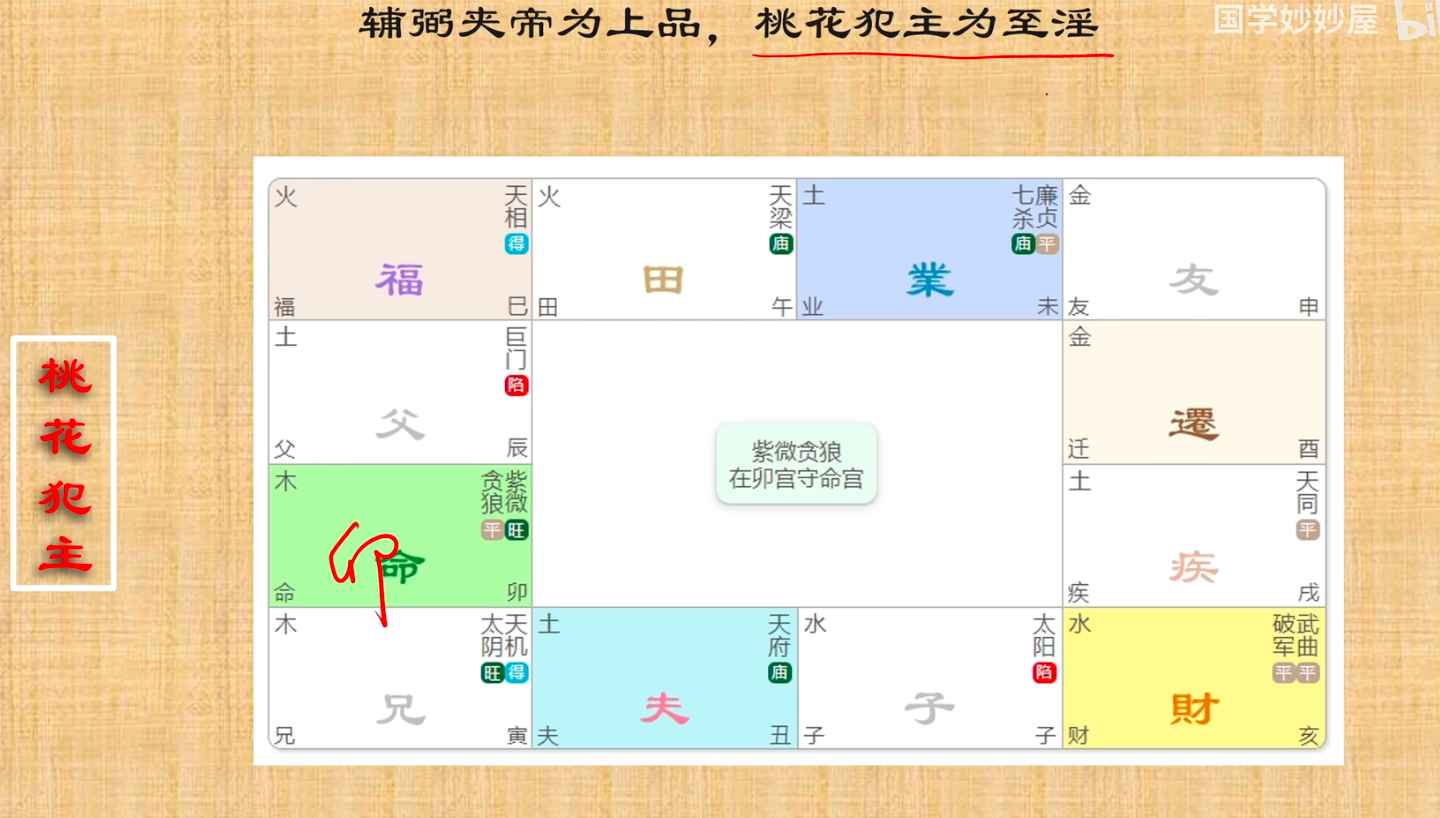 辅弼夹帝为上品，桃花犯主为至淫
国学妙妙屋 bili
桃花犯主
火 天相 得 福 福 巳
火 天梁 庙 田 田 午
土 七杀 廉贞 庙 平 業 业 未
金 友 友 申
土 巨门 陷 父 父 辰
紫微贪狼
在卯宫守命宫
金 遷 迁 酉
木 贪狼 紫微 平 旺 命 命 卯
卯
土 天同 平 疾 疾 戌
木 太阴 天机 旺 得 兄 兄 寅
土 天府 庙 夫 夫 丑
水 太阳 陷 子 子 子
水 破军 武曲 平 平 財 财 亥